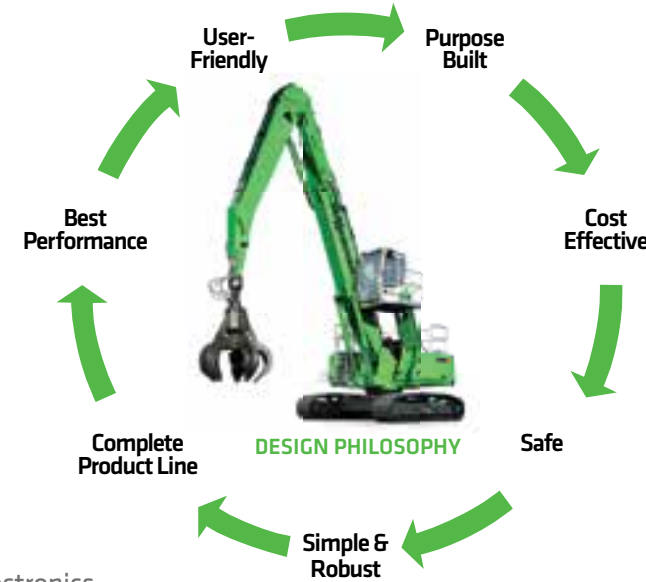 User-
Friendly
Purpose
Built
Cost
Effective
Safe
Simple &
Robust
Complete
Product Line
Best
Performance
DESIGN PHILOSOPHY